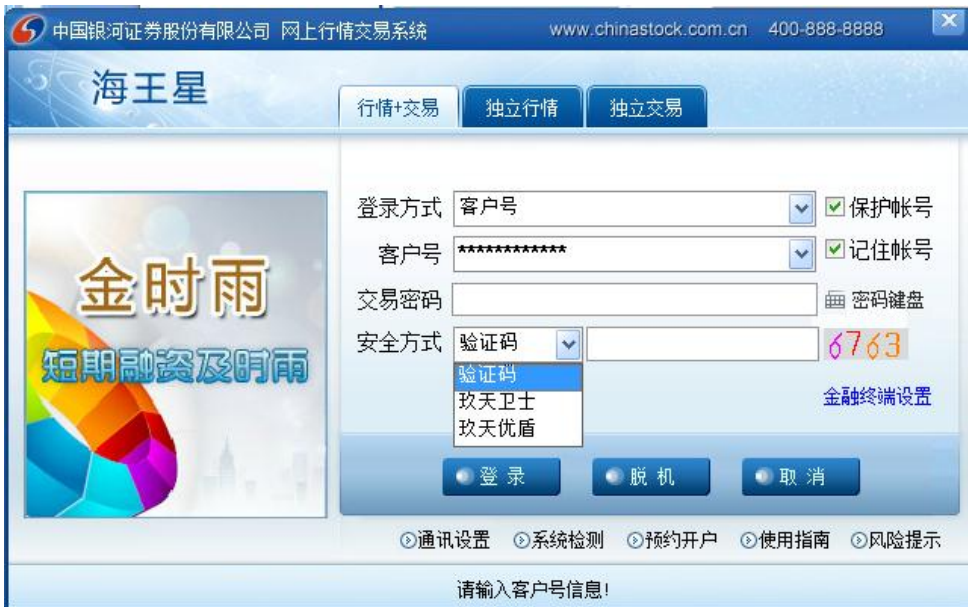 中国银河证券股份有限公司 网上行情交易系统 www.chinastock.com.cn 400-888-8888
海王星
行情+交易 独立行情 独立交易
金时雨
短期融资及时雨
登录方式 客户号 保护帐号
客户号 ************ 记住帐号
交易密码 密码键盘
安全方式 验证码 6763
验证码
玖天卫士
玖天优盾
金融终端设置
登录 脱机 取消
通讯设置 系统检测 预约开户 使用指南 风险提示
请输入客户号信息!